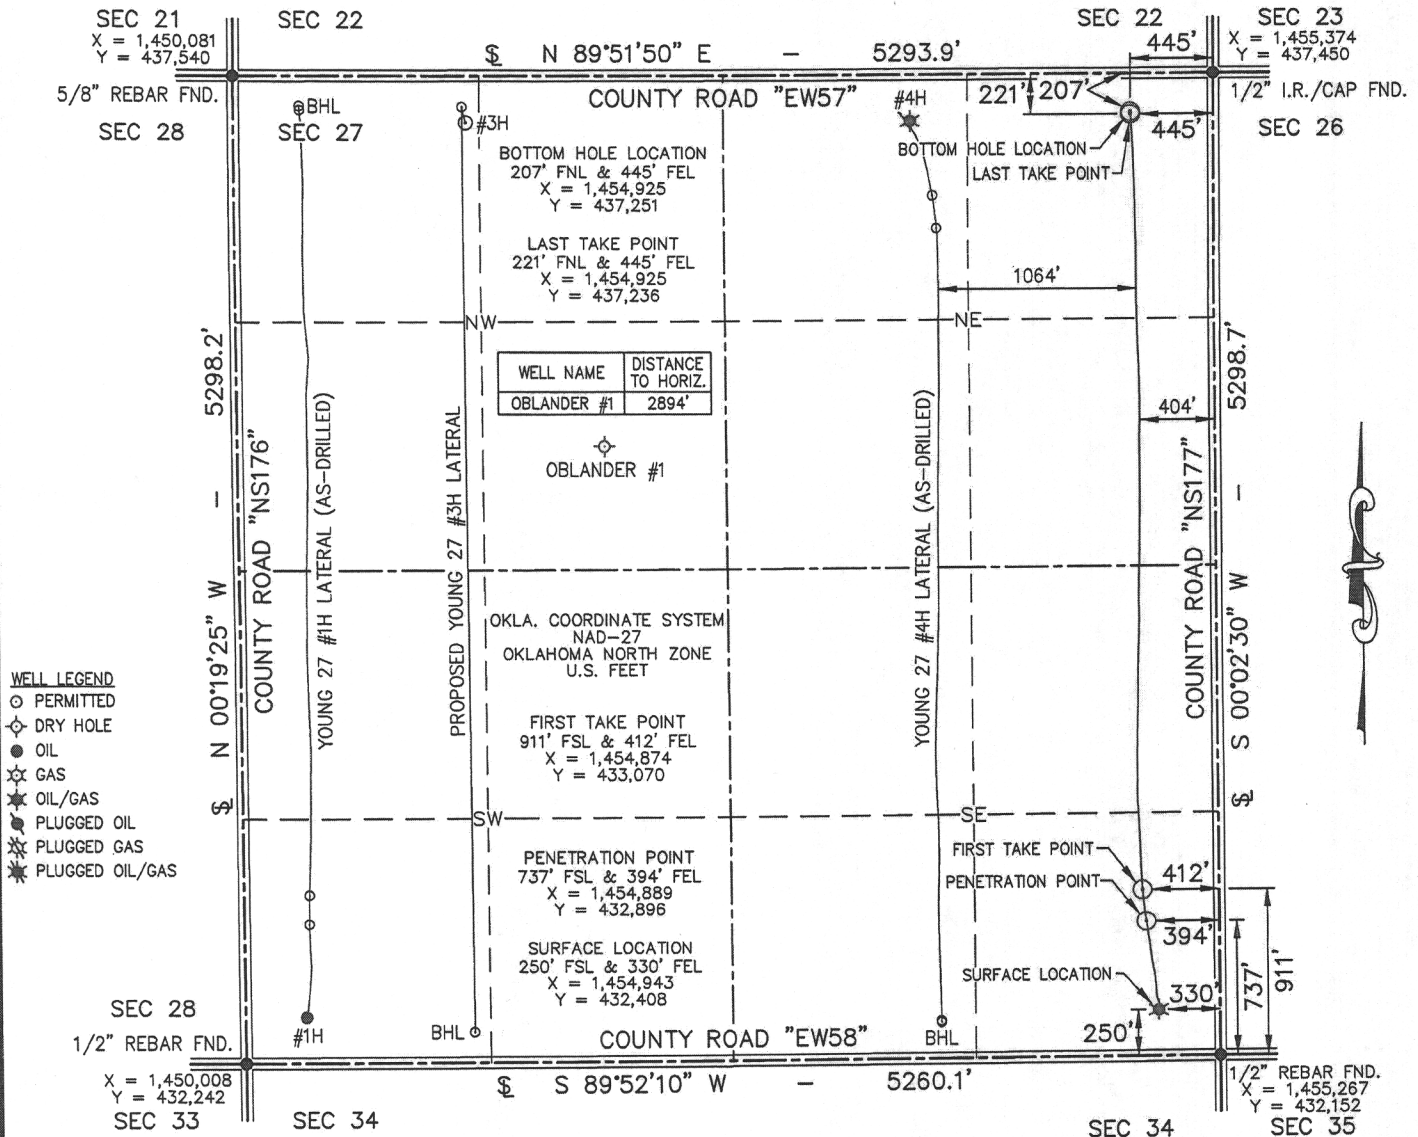 SEC 21
SEC 22
SEC 22
SEC 23
X = 1,450,081
Y = 437,540
℄ N 89°51'50" E - 5293.9'
445'
X = 1,455,374
Y = 437,450
5/8" REBAR FND.
1/2" I.R./CAP FND.
COUNTY ROAD "EW57"
SEC 28
SEC 27
SEC 26
BHL
#3H
#4H
221'
207'
445'
BOTTOM HOLE LOCATION
LAST TAKE POINT
BOTTOM HOLE LOCATION
207' FNL & 445' FEL
X = 1,454,925
Y = 437,251
LAST TAKE POINT
221' FNL & 445' FEL
X = 1,454,925
Y = 437,236
1064'
NW
NE
WELL NAME DISTANCE TO HORIZ.
OBLANDER #1 2894'
404'
OBLANDER #1
℄ N 00°19'25" W - 5298.2'
COUNTY ROAD "NS176"
YOUNG 27 #1H LATERAL (AS-DRILLED)
PROPOSED YOUNG 27 #3H LATERAL
YOUNG 27 #4H LATERAL (AS-DRILLED)
COUNTY ROAD "NS177"
℄ S 00°02'30" W - 5298.7'
OKLA. COORDINATE SYSTEM
NAD-27
OKLAHOMA NORTH ZONE
U.S. FEET
WELL LEGEND
PERMITTED
DRY HOLE
OIL
GAS
OIL/GAS
PLUGGED OIL
PLUGGED GAS
PLUGGED OIL/GAS
FIRST TAKE POINT
911' FSL & 412' FEL
X = 1,454,874
Y = 433,070
SW
SE
PENETRATION POINT
737' FSL & 394' FEL
X = 1,454,889
Y = 432,896
FIRST TAKE POINT
412'
PENETRATION POINT
394'
SURFACE LOCATION
250' FSL & 330' FEL
X = 1,454,943
Y = 432,408
SURFACE LOCATION
330'
737'
911'
250'
SEC 28
#1H
BHL
BHL
1/2" REBAR FND.
COUNTY ROAD "EW58"
X = 1,450,008
Y = 432,242
℄ S 89°52'10" W - 5260.1'
1/2" REBAR FND.
X = 1,455,267
Y = 432,152
SEC 33
SEC 34
SEC 34
SEC 35